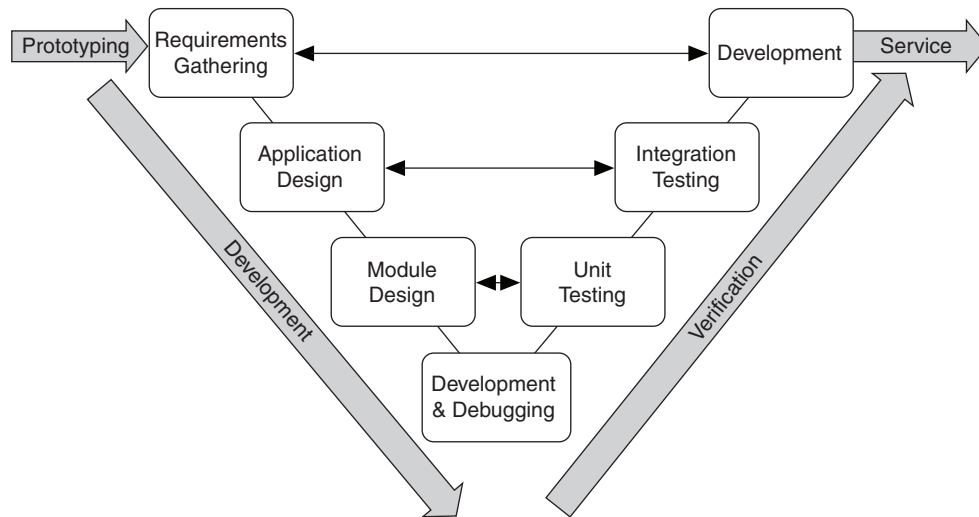 Prototyping
Requirements
Gathering
Development
Service
Application
Design
Integration
Testing
Development
Module
Design
Unit
Testing
Verification
Development
& Debugging